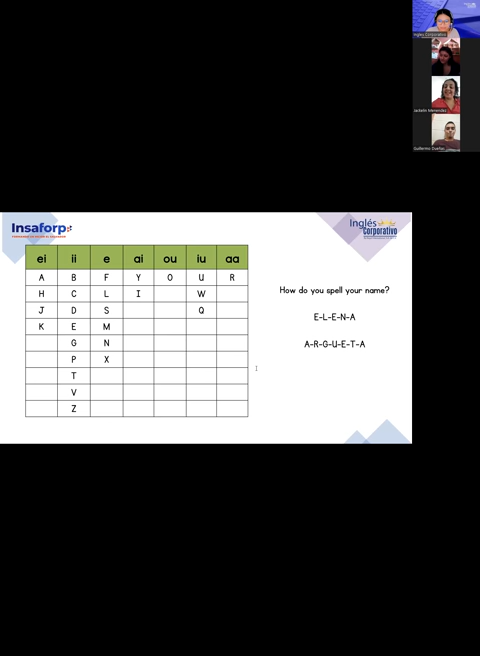 Inglés Corporativo
Jackelin Menendez
Guillermo Dueñas
Insaforp
Inglés
Corporativo
ei ii e ai ou iu aa
A B F Y O U R
H C L I W
J D S Q
K E M
G N
P X
T
V
Z
How do you spell your name?
E-L-E-N-A
A-R-G-U-E-T-A